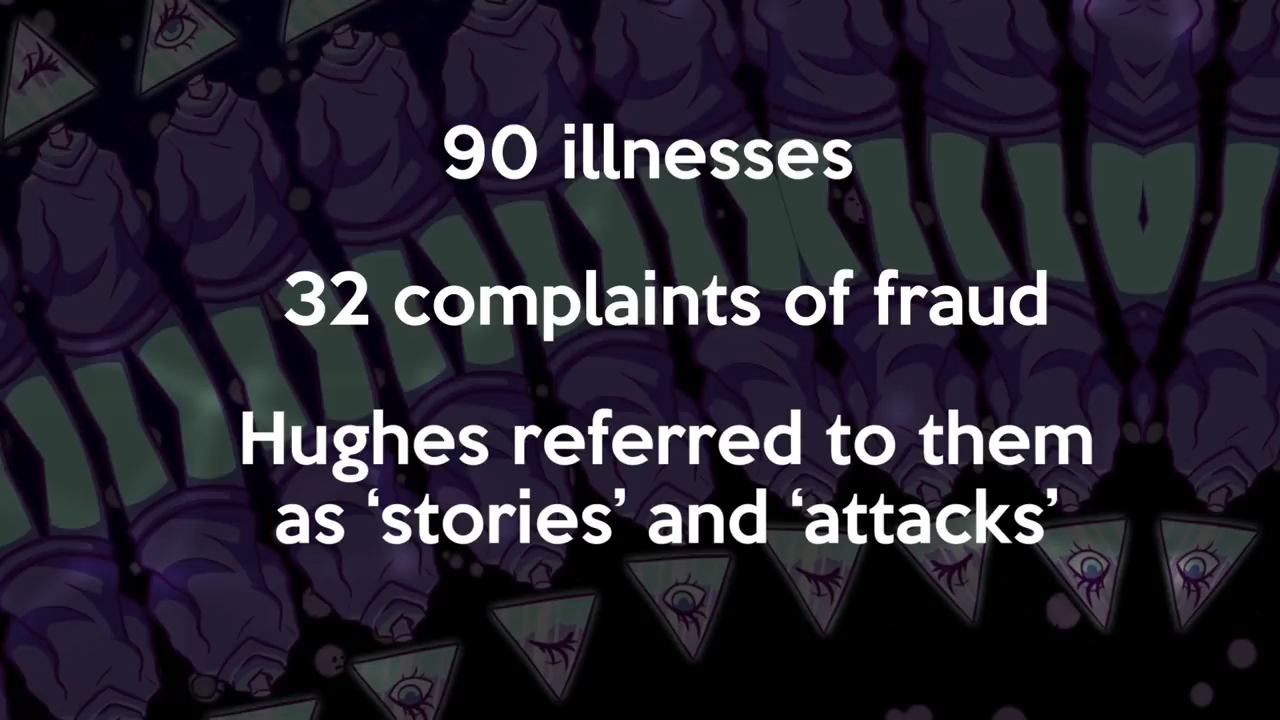 90 illnesses
32 complaints of fraud
Hughes referred to them
as ‘stories’ and ‘attacks’